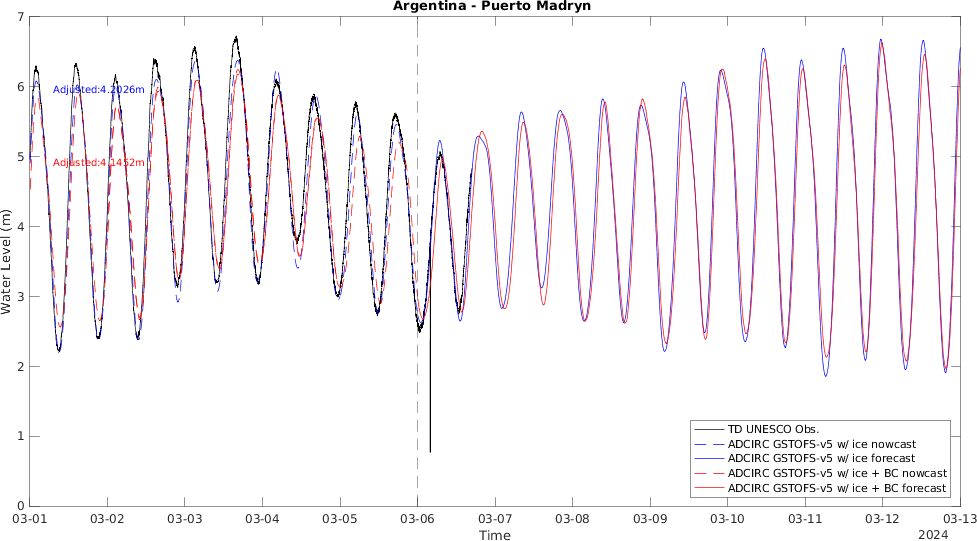 Argentina - Puerto Madryn
7
6
5
4
3
2
1
0
Water Level (m)
Adjusted:4.2026m
Adjusted:4.1452m
TD UNESCO Obs.
ADCIRC GSTOFS-v5 w/ ice nowcast
ADCIRC GSTOFS-v5 w/ ice forecast
ADCIRC GSTOFS-v5 w/ ice + BC nowcast
ADCIRC GSTOFS-v5 w/ ice + BC forecast
03-01 03-02 03-03 03-04 03-05 03-06 03-07 03-08 03-09 03-10 03-11 03-12 03-13
Time
2024